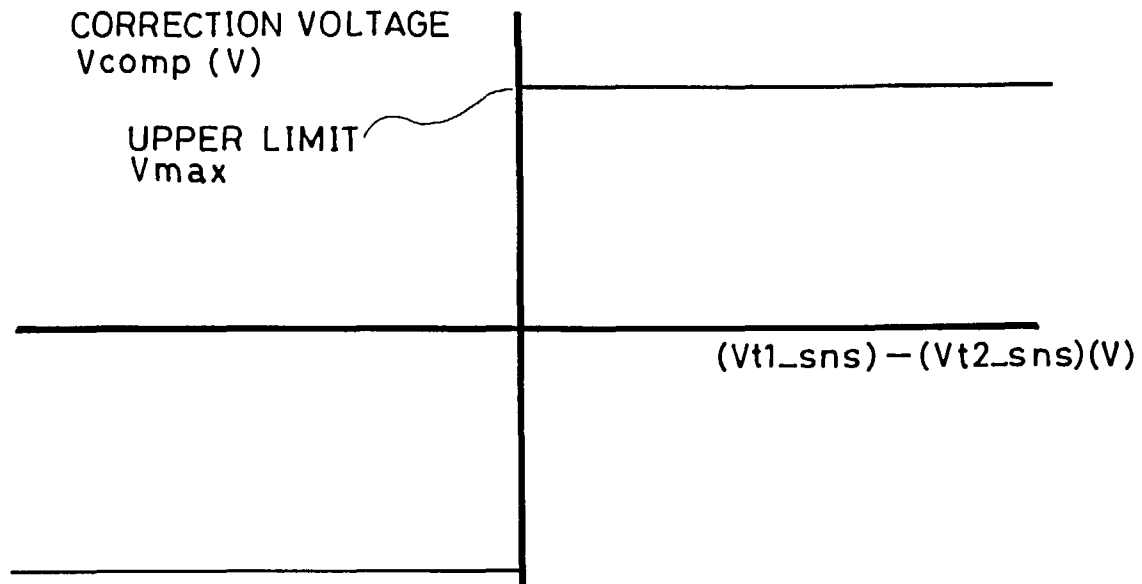 CORRECTION VOLTAGE
Vcomp (V)
UPPER LIMIT
Vmax
(Vt1_sns)-(Vt2_sns)(V)